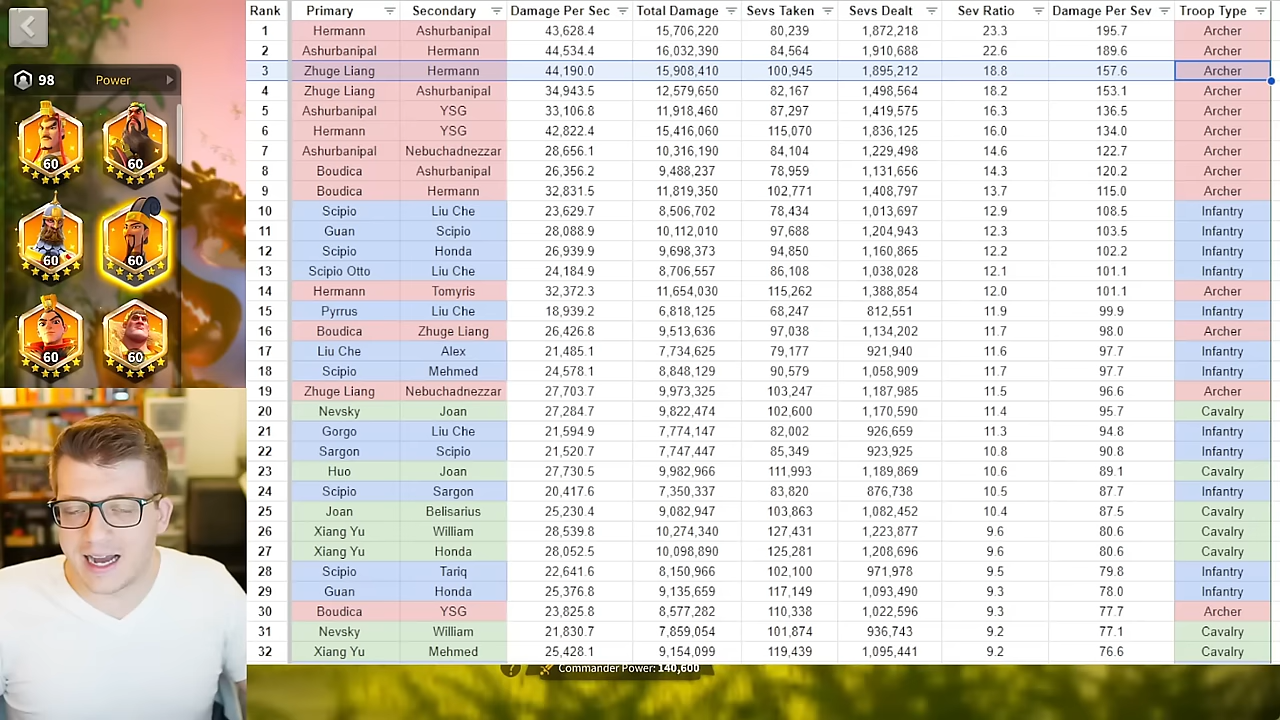 98 Power
60 60
60 60
60 60
Rank Primary Secondary Damage Per Sec Total Damage Sevs Taken Sevs Dealt Sev Ratio Damage Per Sev Troop Type
1 Hermann Ashurbanipal 43,628.4 15,706,220 80,239 1,872,218 23.3 195.7 Archer
2 Ashurbanipal Hermann 44,534.4 16,032,390 84,564 1,910,688 22.6 189.6 Archer
3 Zhuge Liang Hermann 44,190.0 15,908,410 100,945 1,895,212 18.8 157.6 Archer
4 Zhuge Liang Ashurbanipal 34,943.5 12,579,650 82,167 1,498,564 18.2 153.1 Archer
5 Ashurbanipal YSG 33,106.8 11,918,460 87,297 1,419,575 16.3 136.5 Archer
6 Hermann YSG 42,822.4 15,416,060 115,070 1,836,125 16.0 134.0 Archer
7 Ashurbanipal Nebuchadnezzar 28,656.1 10,316,190 84,104 1,229,498 14.6 122.7 Archer
8 Boudica Ashurbanipal 26,356.2 9,488,237 78,959 1,131,656 14.3 120.2 Archer
9 Boudica Hermann 32,831.5 11,819,350 102,771 1,408,797 13.7 115.0 Archer
10 Scipio Liu Che 23,629.7 8,506,702 78,434 1,013,697 12.9 108.5 Infantry
11 Guan Scipio 28,088.9 10,112,010 97,688 1,204,943 12.3 103.5 Infantry
12 Scipio Honda 26,939.9 9,698,373 94,850 1,160,865 12.2 102.2 Infantry
13 Scipio Otto Liu Che 24,184.9 8,706,557 86,108 1,038,028 12.1 101.1 Infantry
14 Hermann Tomyris 32,372.3 11,654,030 115,262 1,388,854 12.0 101.1 Archer
15 Pyrrus Liu Che 18,939.2 6,818,125 68,247 812,551 11.9 99.9 Infantry
16 Boudica Zhuge Liang 26,426.8 9,513,636 97,038 1,134,202 11.7 98.0 Archer
17 Liu Che Alex 21,485.1 7,734,625 79,177 921,940 11.6 97.7 Infantry
18 Scipio Mehmed 24,578.1 8,848,129 90,579 1,058,909 11.7 97.7 Infantry
19 Zhuge Liang Nebuchadnezzar 27,703.7 9,973,325 103,247 1,187,985 11.5 96.6 Archer
20 Nevsky Joan 27,284.7 9,822,474 102,600 1,170,590 11.4 95.7 Cavalry
21 Gorgo Liu Che 21,594.9 7,774,147 82,002 926,659 11.3 94.8 Infantry
22 Sargon Scipio 21,520.7 7,747,447 85,349 923,925 10.8 90.8 Infantry
23 Huo Joan 27,730.5 9,982,966 111,993 1,189,869 10.6 89.1 Cavalry
24 Scipio Sargon 20,417.6 7,350,337 83,820 876,738 10.5 87.7 Infantry
25 Joan Belisarius 25,230.4 9,082,947 103,863 1,082,452 10.4 87.5 Cavalry
26 Xiang Yu William 28,539.8 10,274,340 127,431 1,223,877 9.6 80.6 Cavalry
27 Xiang Yu Honda 28,052.5 10,098,890 125,281 1,208,696 9.6 80.6 Cavalry
28 Scipio Tariq 22,641.6 8,150,966 102,100 971,978 9.5 79.8 Infantry
29 Guan Honda 25,376.8 9,135,659 117,149 1,093,490 9.3 78.0 Infantry
30 Boudica YSG 23,825.8 8,577,282 110,338 1,022,596 9.3 77.7 Archer
31 Nevsky William 21,830.7 7,859,054 101,874 936,743 9.2 77.1 Cavalry
32 Xiang Yu Mehmed 25,428.1 9,154,099 119,439 1,095,441 9.2 76.6 Cavalry
? Commander Power: 140,600